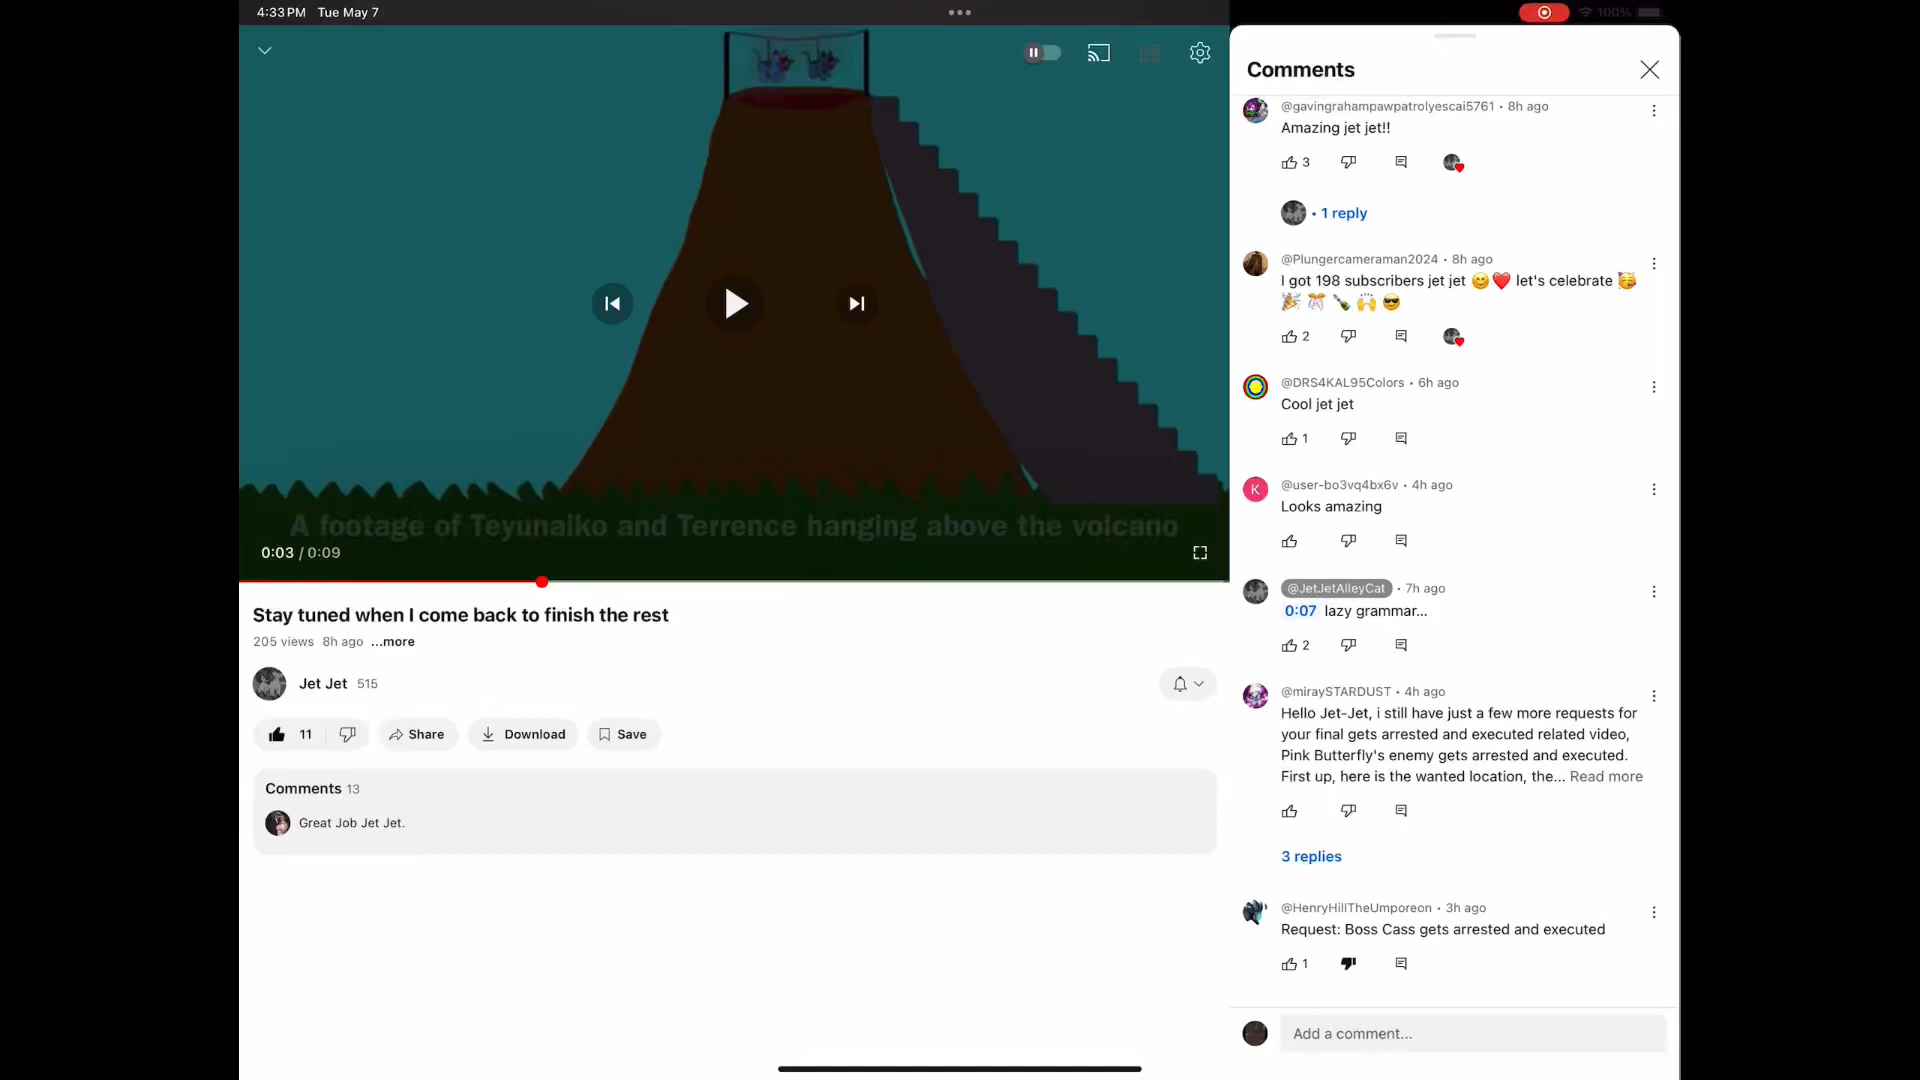 4:33 PM Tue May 7
100%
A footage of Teyunaiko and Terrence hanging above the volcano
0:03 / 0:09
Stay tuned when I come back to finish the rest
205 views 8h ago ...more
Jet Jet 515
11 Share Download Save
Comments 13
Great Job Jet Jet.
Comments
@gavingrahampawpatrolyescai5761 • 8h ago
Amazing jet jet!!
3
• 1 reply
@Plungercameraman2024 • 8h ago
I got 198 subscribers jet jet 😊❤️ let's celebrate 🥳
🎉 🎊 🍾 🙌 😎
2
@DRS4KAL95Colors • 6h ago
Cool jet jet
1
K
@user-bo3vq4bx6v • 4h ago
Looks amazing
@JetJetAlleyCat • 7h ago
0:07 lazy grammar...
2
@miraySTARDUST • 4h ago
Hello Jet-Jet, i still have just a few more requests for
your final gets arrested and executed related video,
Pink Butterfly's enemy gets arrested and executed.
First up, here is the wanted location, the... Read more
3 replies
@HenryHillTheUmporeon • 3h ago
Request: Boss Cass gets arrested and executed
1
Add a comment...